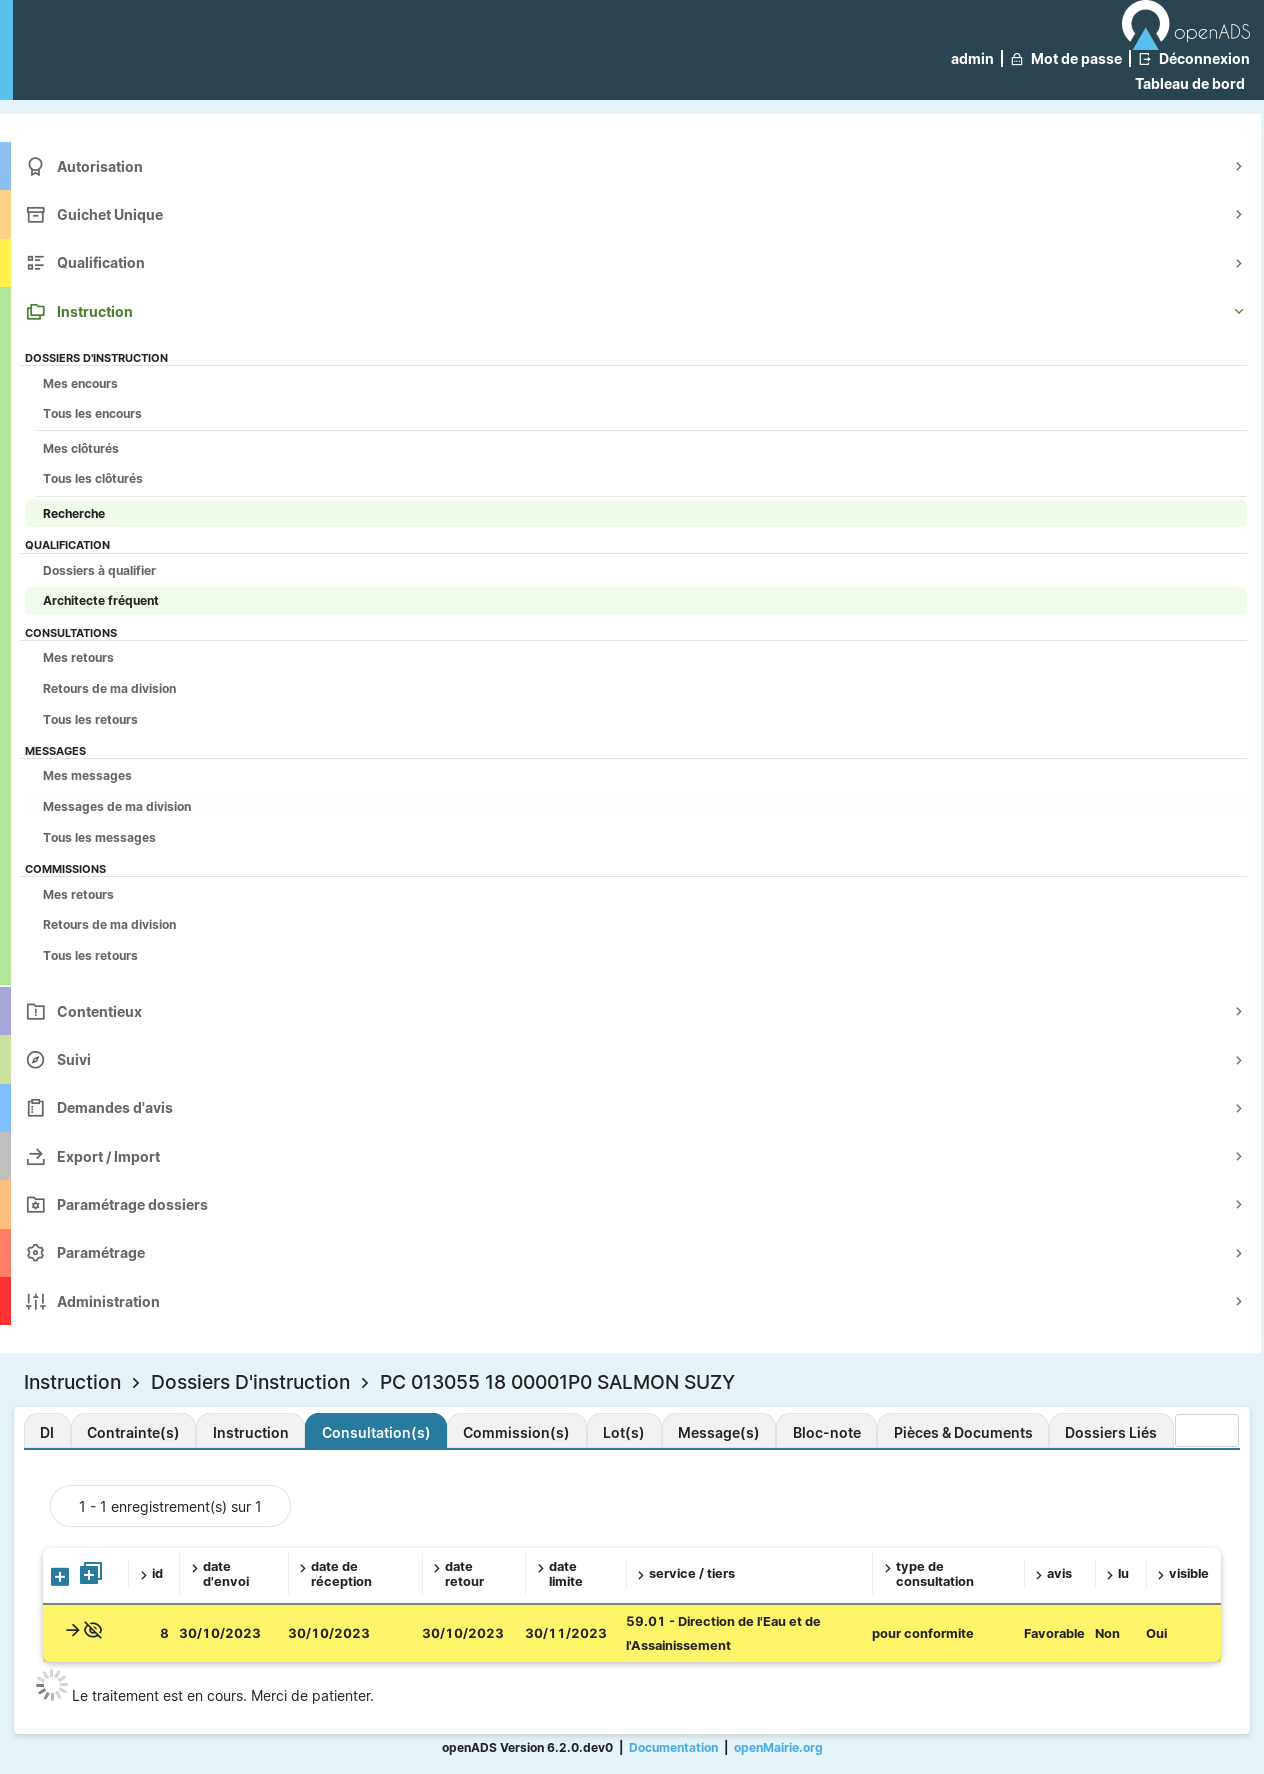 openADS
admin | Mot de passe | Déconnexion
Tableau de bord
Autorisation
Guichet Unique
Qualification
Instruction
DOSSIERS D'INSTRUCTION
Mes encours
Tous les encours
Mes clôturés
Tous les clôturés
Recherche
QUALIFICATION
Dossiers à qualifier
Architecte fréquent
CONSULTATIONS
Mes retours
Retours de ma division
Tous les retours
MESSAGES
Mes messages
Messages de ma division
Tous les messages
COMMISSIONS
Mes retours
Retours de ma division
Tous les retours
Contentieux
Suivi
Demandes d'avis
Export / Import
Paramétrage dossiers
Paramétrage
Administration
Instruction > Dossiers D'instruction > PC 013055 18 00001P0 SALMON SUZY
DI Contrainte(s) Instruction Consultation(s) Commission(s) Lot(s) Message(s) Bloc-note Pièces & Documents Dossiers Liés
1 - 1 enregistrement(s) sur 1
id date d'envoi date de réception date retour date limite service / tiers type de consultation avis lu visible
8 30/10/2023 30/10/2023 30/10/2023 30/11/2023 59.01 - Direction de l'Eau et de l'Assainissement pour conformite Favorable Non Oui
Le traitement est en cours. Merci de patienter.
openADS Version 6.2.0.dev0 | Documentation | openMairie.org